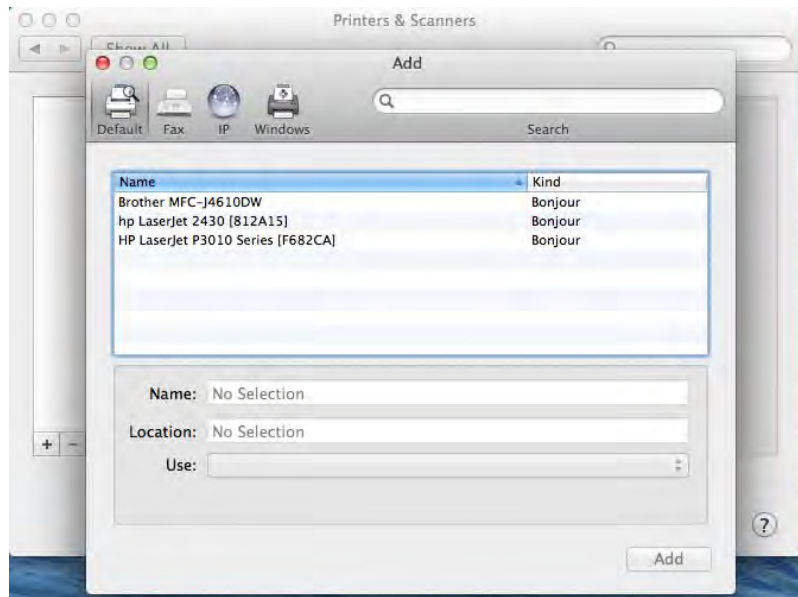 Printers & Scanners
Show All
Add
Default Fax IP Windows Search
Name Kind
Brother MFC-J4610DW Bonjour
hp LaserJet 2430 [812A15] Bonjour
HP LaserJet P3010 Series [F682CA] Bonjour
Name: No Selection
Location: No Selection
Use:
+ -
?
Add